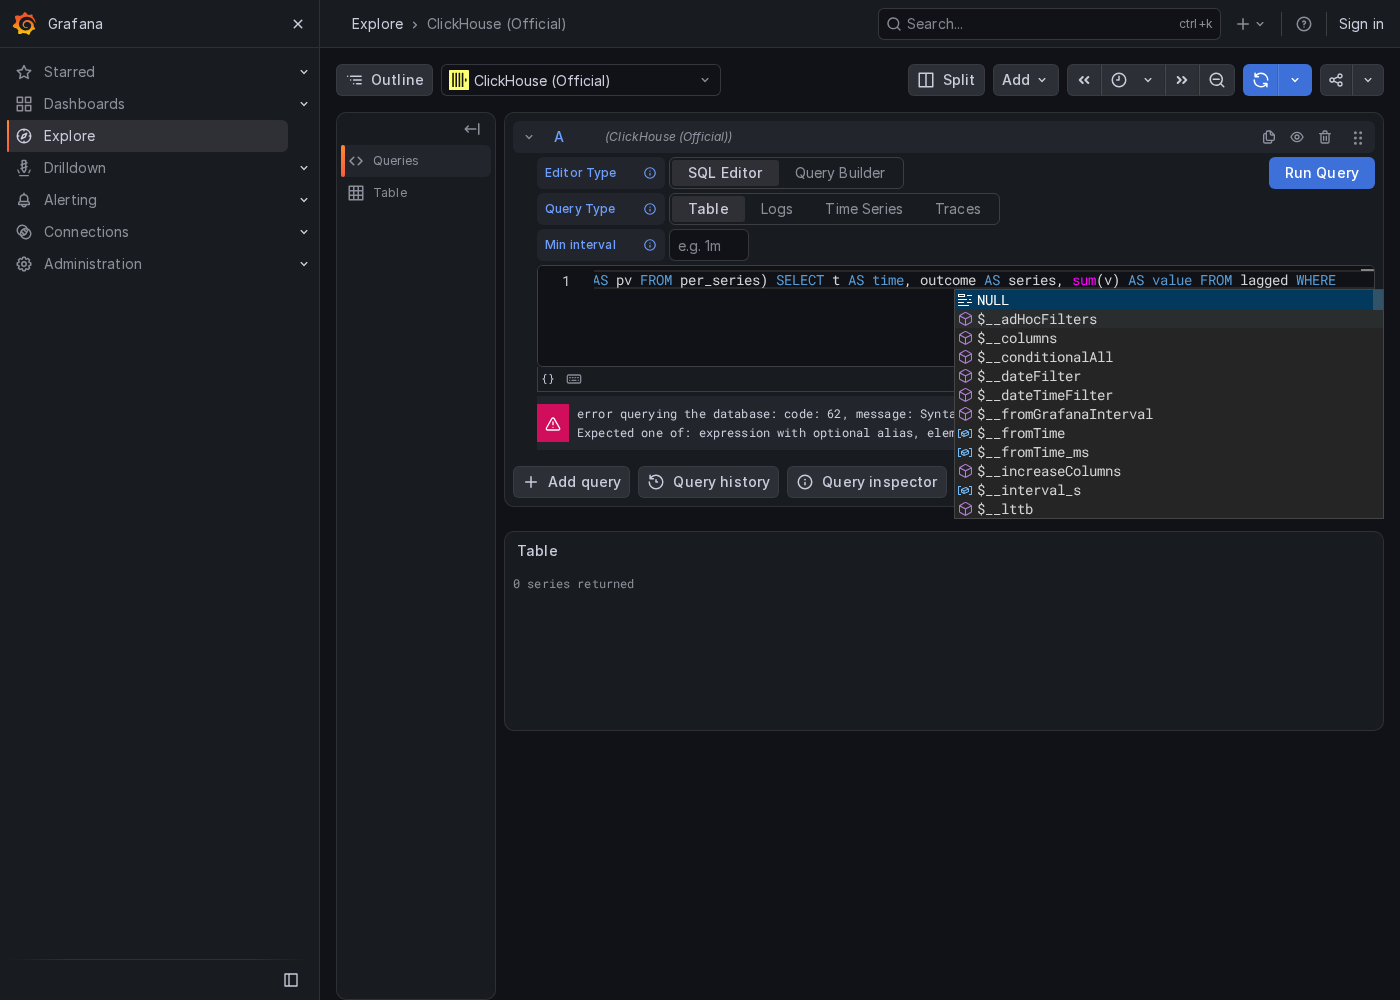 Grafana
Explore › ClickHouse (Official)
Search...
ctrl+k
Sign in
Starred
Dashboards
Explore
Drilldown
Alerting
Connections
Administration
Outline
ClickHouse (Official)
Split
Add
Queries
Table
A
(ClickHouse (Official))
Editor Type
SQL Editor
Query Builder
Run Query
Query Type
Table
Logs
Time Series
Traces
Min interval
e.g. 1m
1
AS pv FROM per_series) SELECT t AS time, outcome AS series, sum(v) AS value FROM lagged WHERE
NULL
$__adHocFilters
$__columns
$__conditionalAll
$__dateFilter
$__dateTimeFilter
$__fromGrafanaInterval
$__fromTime
$__fromTime_ms
$__increaseColumns
$__interval_s
$__lttb
{}
error querying the database: code: 62, message: Synta
Expected one of: expression with optional alias, elem
Add query
Query history
Query inspector
Table
0 series returned